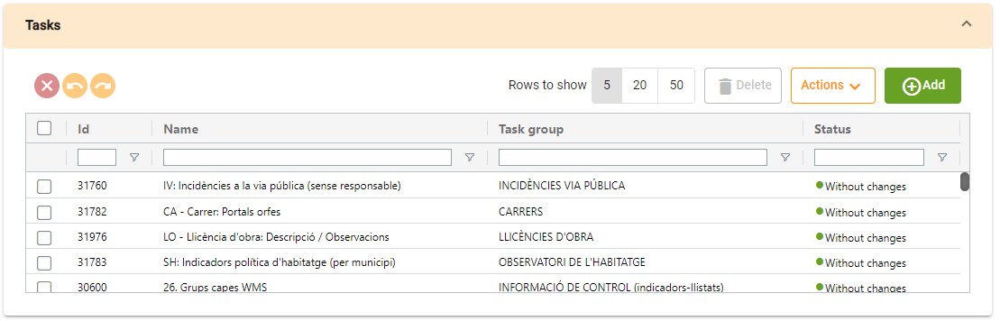 Tasks
Rows to show 5 20 50 Delete Actions Add
Id Name Task group Status
31760 IV: Incidències a la via pública (sense responsable) INCIDÈNCIES VIA PÚBLICA Without changes
31782 CA - Carrer: Portals orfes CARRERS Without changes
31976 LO - Llicència d'obra: Descripció / Observacions LLICÈNCIES D'OBRA Without changes
31783 SH: Indicadors política d'habitatge (per municipi) OBSERVATORI DE L'HABITATGE Without changes
30600 26. Grups capes WMS INFORMACIÓ DE CONTROL (indicadors-llistats) Without changes